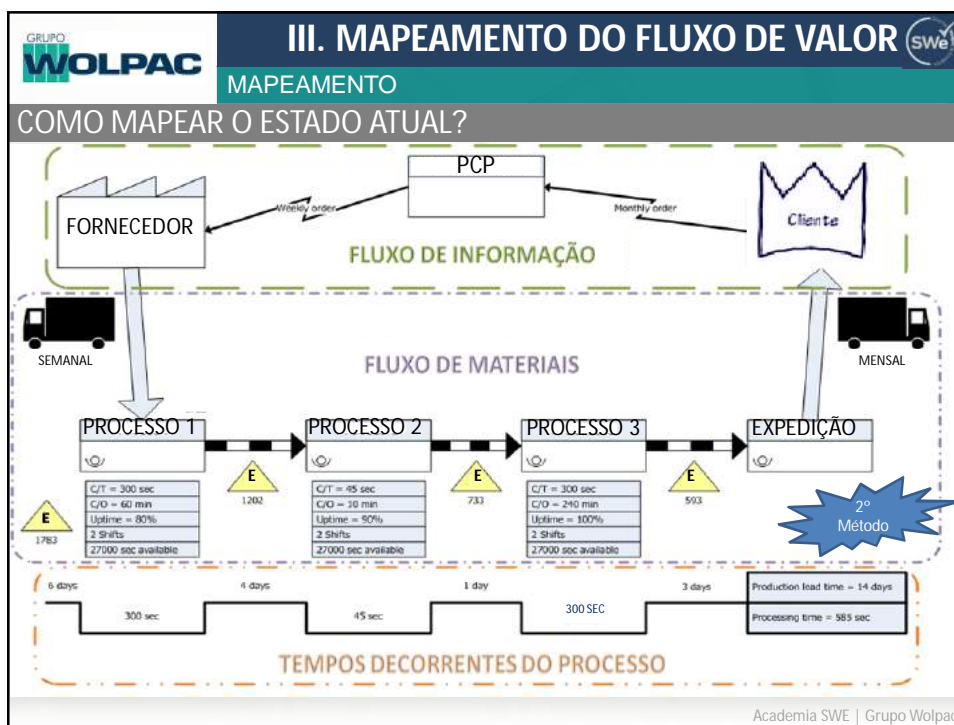 GRUPO
WOLPAC
III. MAPEAMENTO DO FLUXO DE VALOR
SWe
MAPEAMENTO
COMO MAPEAR O ESTADO ATUAL?
PCP
FORNECEDOR
Weekly order
Monthly order
Cliente
FLUXO DE INFORMAÇÃO
SEMANAL
FLUXO DE MATERIAIS
MENSAL
PROCESSO 1
PROCESSO 2
PROCESSO 3
EXPEDIÇÃO
E
1783
C/T = 300 sec
C/O = 60 min
Uptime = 80%
2 Shifts
27000 sec available
E
1202
C/T = 45 sec
C/O = 10 min
Uptime = 90%
2 Shifts
27000 sec available
E
733
C/T = 300 sec
C/O = 240 min
Uptime = 100%
2 Shifts
27000 sec available
E
593
2º
Método
6 days
300 sec
4 days
45 sec
1 day
300 SEC
3 days
Production lead time = 14 days
Processing time = 585 sec
TEMPOS DECORRENTES DO PROCESSO
Academia SWE | Grupo Wolpac